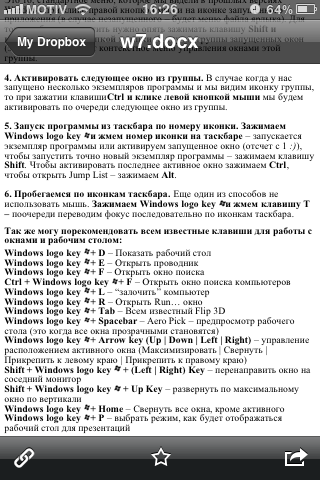 MOTIV 16:26 64%
My Dropbox w7.docx
это, стандартное меню, которое мы видели в прошлых версиях
группы.
4. Активировать следующее окно из группы. В случае когда у нас
запущено несколько экземпляров программы и мы видим иконку группы,
то при зажатии клавишиCtrl и клике левой кнопкой мыши мы будем
активировать по очереди следующее окно из группы.
5. Запуск программы из таскбара по номеру иконки. Зажимаем
Windows logo key и жмем номер иконки на таскбаре – запускается
экземпляр программы или активируем запущенное окно (отсчет с 1 :)),
чтобы запустить точно новый экземпляр программы – зажимаем клавишу
Shift. Чтобы активировать последнее активное окно зажимаем Ctrl,
чтобы открыть Jump List – зажимаем Alt.
6. Пробегаемся по иконкам таскбара. Еще один из способов не
использовать мышь. Зажимаем Windows logo key и жмем клавишу T
– поочереди переводим фокус последовательно по иконкам таскбара.
Так же могу порекомендовать всем известные клавиши для работы с
окнами и рабочим столом:
Windows logo key + D – Показать рабочий стол
Windows logo key + E – Открыть проводник
Windows logo key + F – Открыть окно поиска
Ctrl + Windows logo key + F – Открыть окно поиска компьютеров
Windows logo key + L – “залочить” компьютер
Windows logo key + R – Открыть Run… окно
Windows logo key + Tab – Всем известный Flip 3D
Windows logo key + Spacebar – Aero Pick – предпросмотр рабочего
стола (это когда все окна прозрачными становятся)
Windows logo key + Arrow key (Up | Down | Left | Right) – управление
расположением активного окна (Максимизировать | Свернуть |
Прикрепить к левому краю | Прикрепить к правому краю)
Shift + Windows logo key + (Left | Right) Key – перенаправить окно на
соседний монитор
Shift + Windows logo key + Up Key – развернуть по максимальному
окно по вертикали
Windows logo key + Home – Свернуть все окна, кроме активного
Windows logo key + P – выбрать режим, как будет отображаться
рабочий стол для презентаций